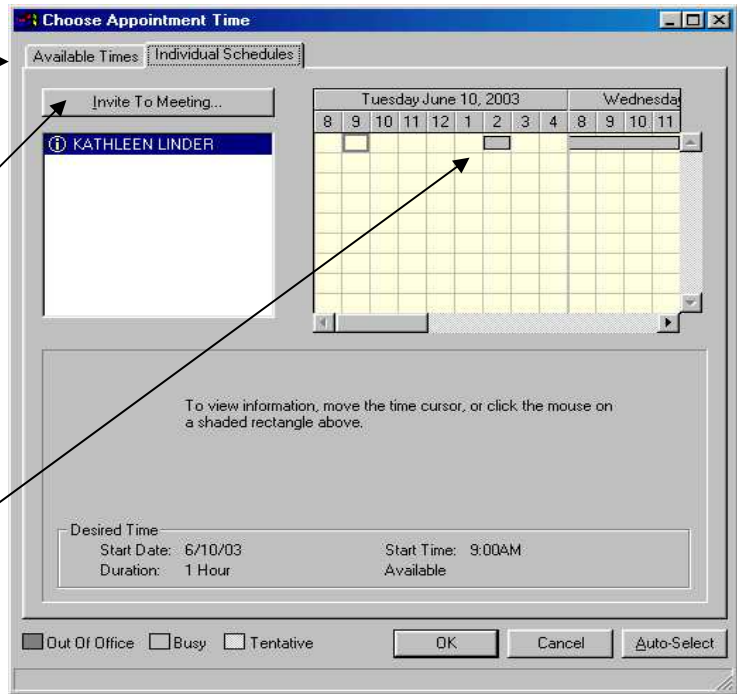 Choose Appointment Time
Available Times Individual Schedules
Invite To Meeting...
Tuesday June 10, 2003 Wednesda
8 9 10 11 12 1 2 3 4 8 9 10 11
KATHLEEN LINDER
To view information, move the time cursor, or click the mouse on
a shaded rectangle above.
Desired Time
Start Date: 6/10/03 Start Time: 9:00AM
Duration: 1 Hour Available
Out Of Office Busy Tentative OK Cancel Auto-Select